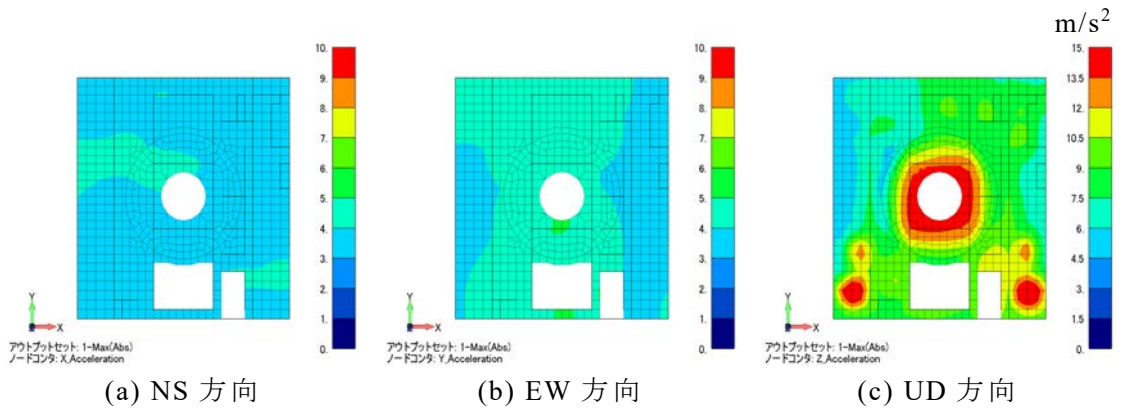 m/s²
10.
9.
8.
7.
6.
5.
4.
3.
2.
1.
0.
Y
X
アウトプットセット: 1-Max(Abs)
ノードコンタ: X,Acceleration
(a) NS 方向
10.
9.
8.
7.
6.
5.
4.
3.
2.
1.
0.
Y
X
アウトプットセット: 1-Max(Abs)
ノードコンタ: Y,Acceleration
(b) EW 方向
15.
13.5
12.
10.5
9.
7.5
6.
4.5
3.
1.5
0.
Y
X
アウトプットセット: 1-Max(Abs)
ノードコンタ: Z,Acceleration
(c) UD 方向